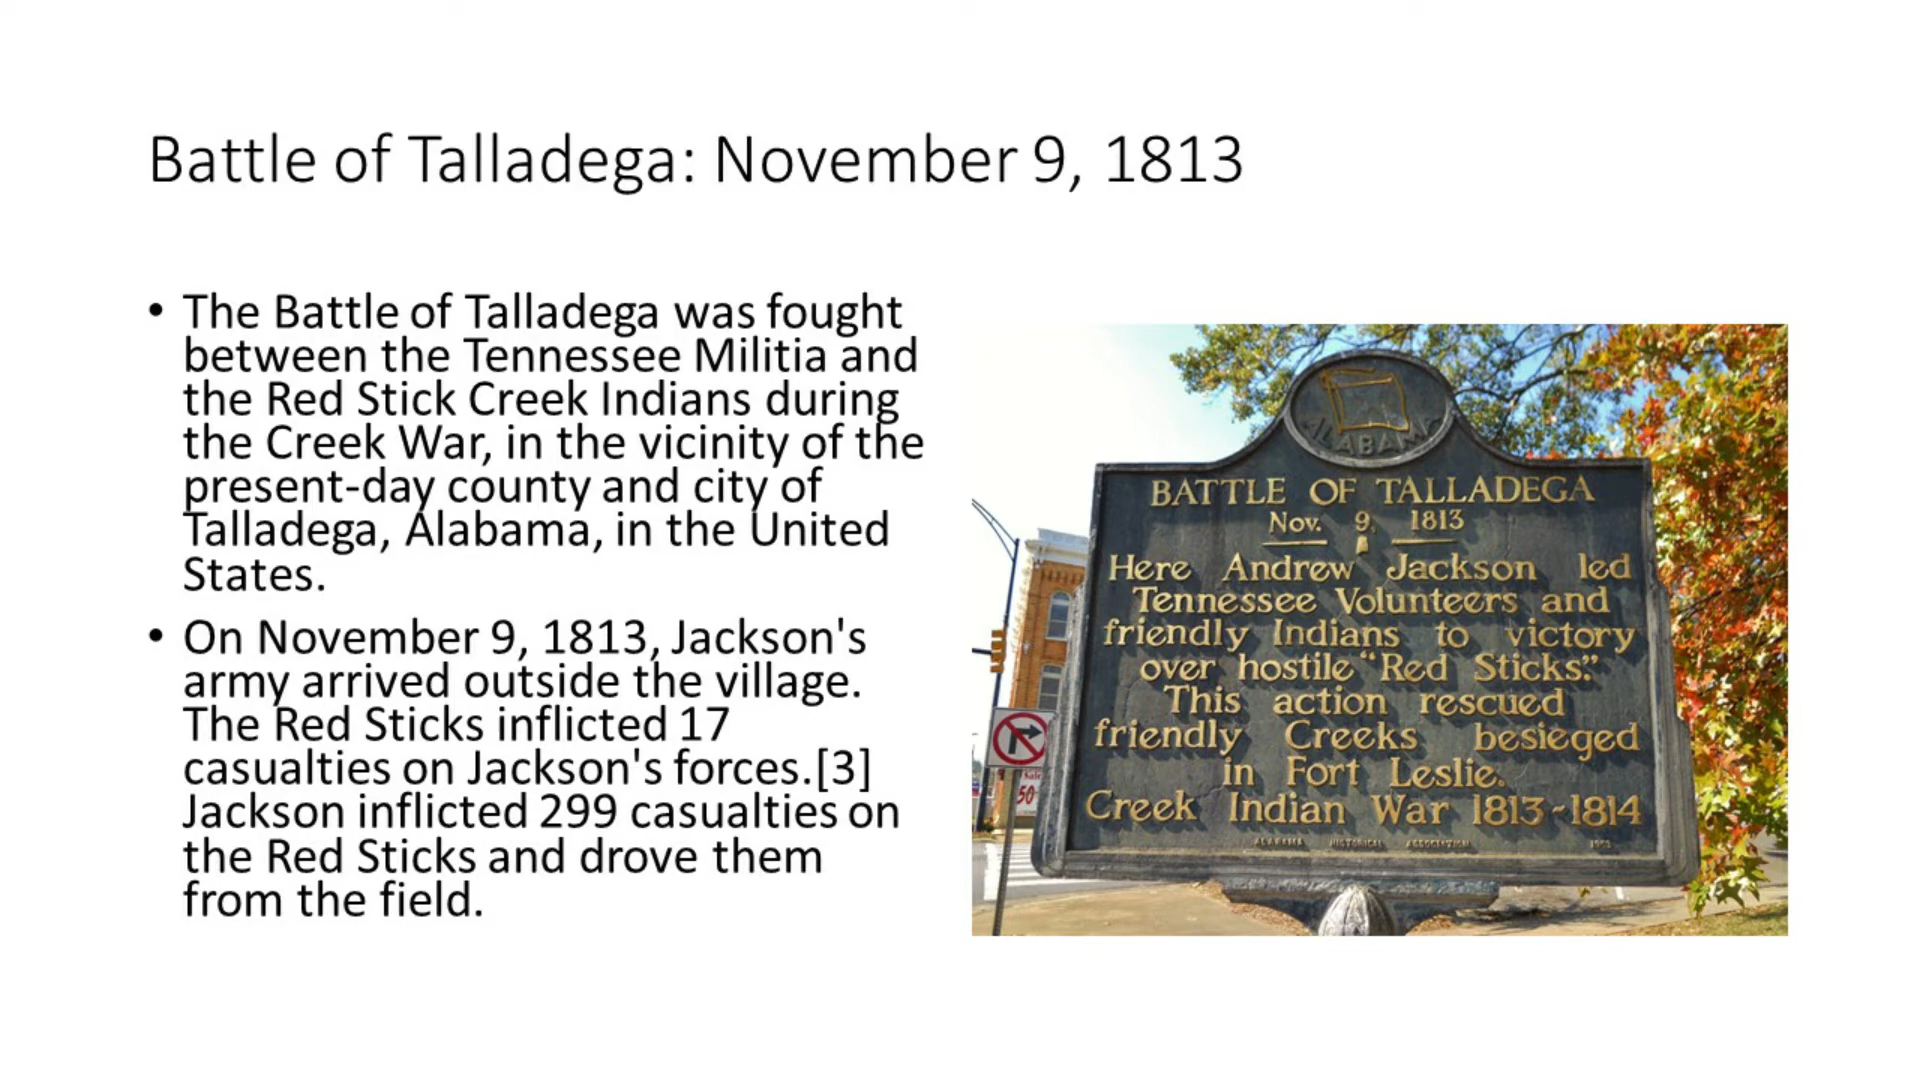 Battle of Talladega: November 9, 1813
• The Battle of Talladega was fought
between the Tennessee Militia and
the Red Stick Creek Indians during
the Creek War, in the vicinity of the
present-day county and city of
Talladega, Alabama, in the United
States.
• On November 9, 1813, Jackson's
army arrived outside the village.
The Red Sticks inflicted 17
casualties on Jackson's forces.[3]
Jackson inflicted 299 casualties on
the Red Sticks and drove them
from the field.
ALABAMA
BATTLE OF TALLADEGA
Nov. 9, 1813
Here Andrew Jackson led
Tennessee Volunteers and
friendly Indians to victory
over hostile “Red Sticks.”
This action rescued
friendly Creeks besieged
in Fort Leslie.
Creek Indian War 1813-1814
ALABAMA HISTORICAL ASSOCIATION
Sale
50